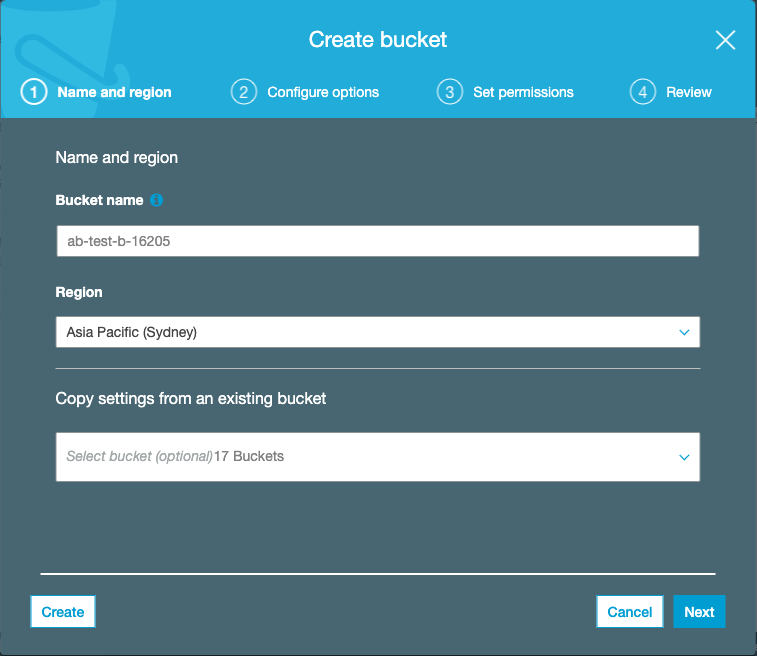 Create bucket
1 Name and region 2 Configure options 3 Set permissions 4 Review
Name and region
Bucket name i
ab-test-b-16205
Region
Asia Pacific (Sydney)
Copy settings from an existing bucket
Select bucket (optional)17 Buckets
Create Cancel Next